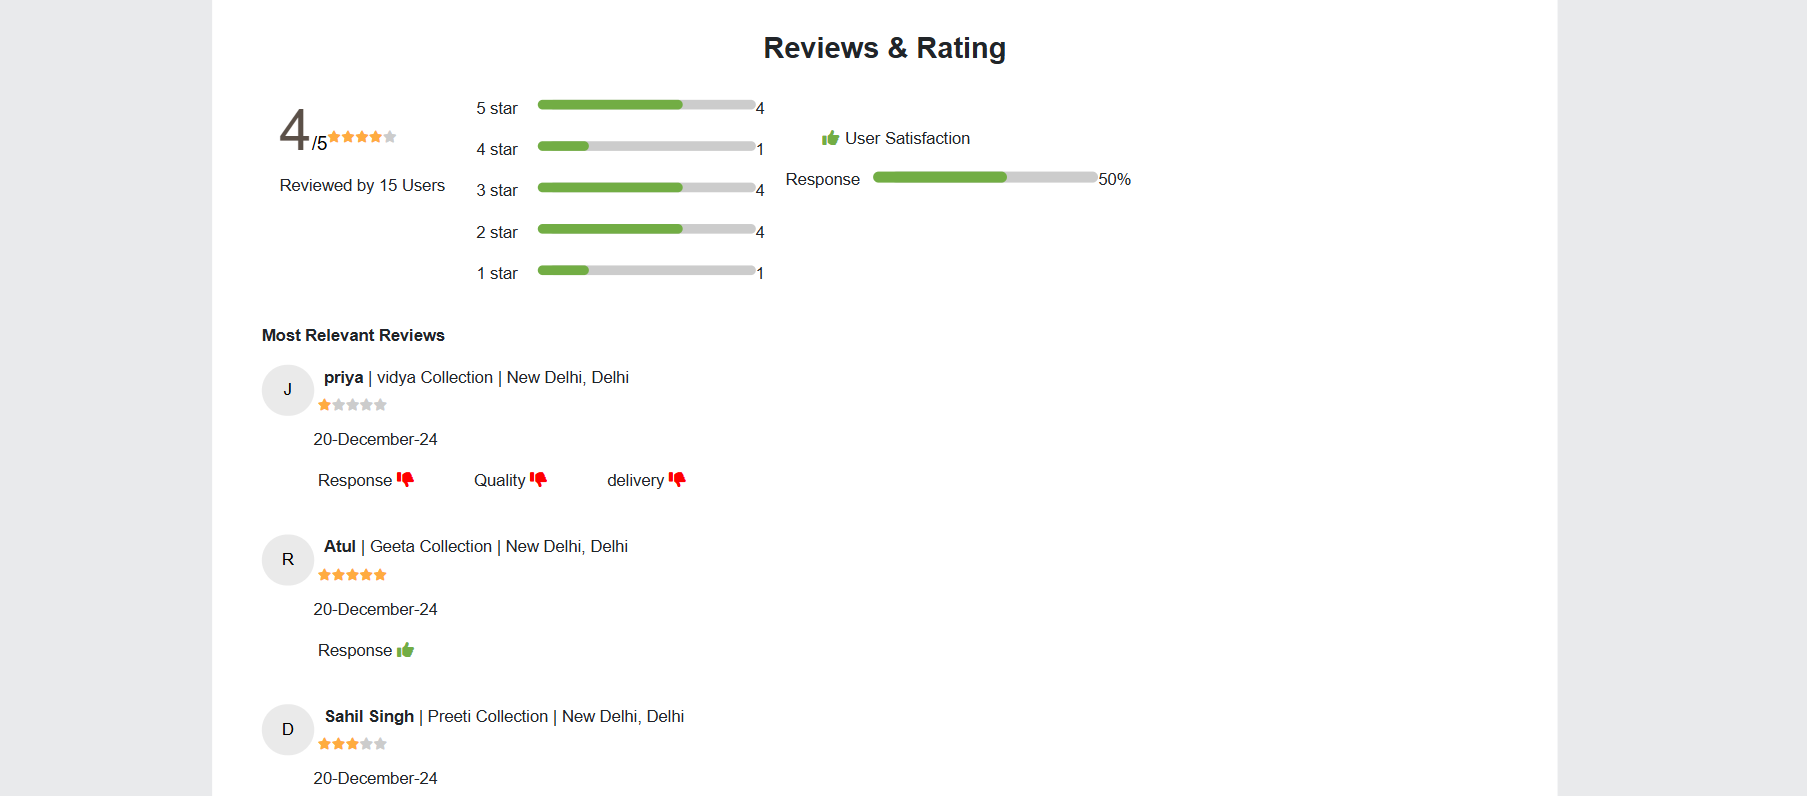 Reviews & Rating
4/5
Reviewed by 15 Users
5 star 4
4 star 1
3 star 4
2 star 4
1 star 1
User Satisfaction
Response 50%
Most Relevant Reviews
J
priya | vidya Collection | New Delhi, Delhi
20-December-24
Response Quality delivery
R
Atul | Geeta Collection | New Delhi, Delhi
20-December-24
Response
D
Sahil Singh | Preeti Collection | New Delhi, Delhi
20-December-24